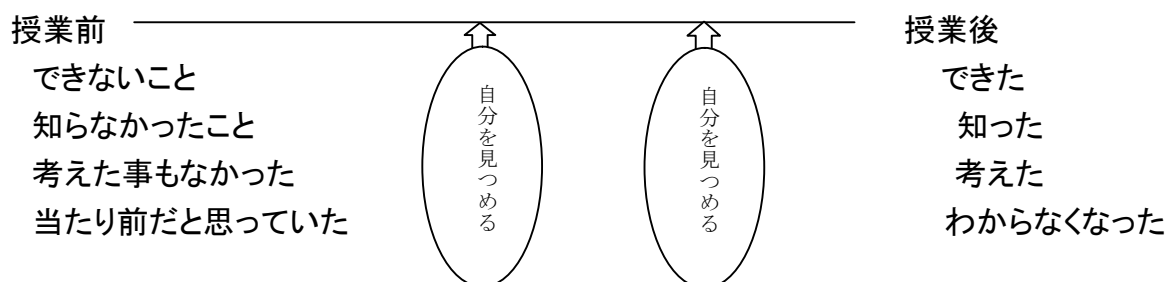 授業前
できないこと
知らなかったこと
考えた事もなかった
当たり前だと思っていた
自分を見つめる
自分を見つめる
授業後
できた
知った
考えた
わからなくなった